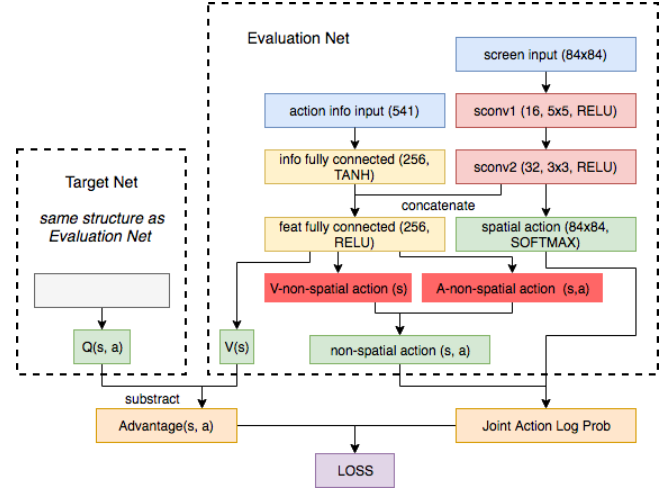 Evaluation Net
screen input (84x84)
action info input (541)
sconv1 (16, 5x5, RELU)
info fully connected (256,
TANH)
sconv2 (32, 3x3, RELU)
Target Net
same structure as
Evaluation Net
concatenate
feat fully connected (256,
RELU)
spatial action (84x84,
SOFTMAX)
V-non-spatial action (s)
A-non-spatial action  (s,a)
Q(s, a)
V(s)
non-spatial action (s, a)
substract
Advantage(s, a)
Joint Action Log Prob
LOSS